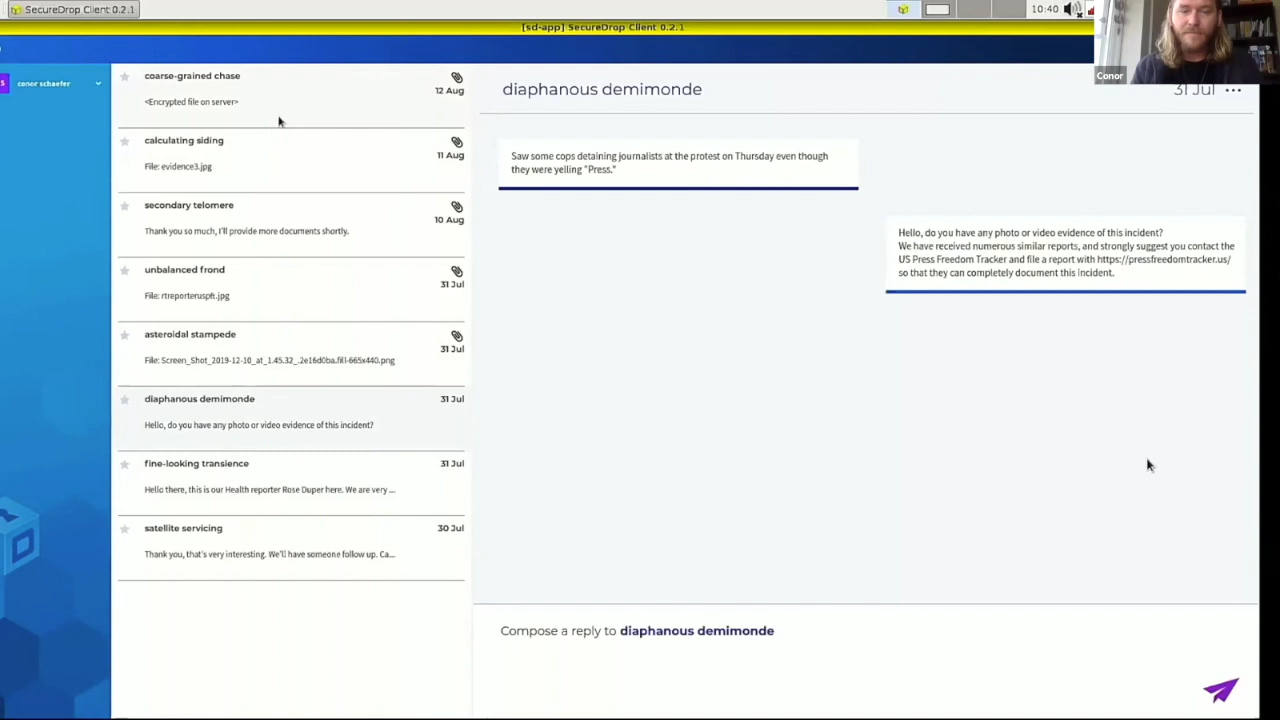 SecureDrop Client 0.2.1
10:40
[sd-app] SecureDrop Client 0.2.1
conor schaefer
coarse-grained chase
12 Aug
<Encrypted file on server>
calculating siding
11 Aug
File: evidence3.jpg
secondary telomere
10 Aug
Thank you so much, I'll provide more documents shortly.
unbalanced frond
31 Jul
File: rtreporteruspft.jpg
asteroidal stampede
31 Jul
File: Screen_Shot_2019-12-10_at_1.45.32_.2e16d0ba.fill-665x440.png
diaphanous demimonde
31 Jul
Hello, do you have any photo or video evidence of this incident?
fine-looking transience
31 Jul
Hello there, this is our Health reporter Rose Duper here. We are very ...
satellite servicing
30 Jul
Thank you, that's very interesting. We'll have someone follow up. Ca...
Conor
diaphanous demimonde
31 Jul
Saw some cops detaining journalists at the protest on Thursday even though
they were yelling "Press."
Hello, do you have any photo or video evidence of this incident?
We have received numerous similar reports, and strongly suggest you contact the
US Press Freedom Tracker and file a report with https://pressfreedomtracker.us/
so that they can completely document this incident.
Compose a reply to diaphanous demimonde